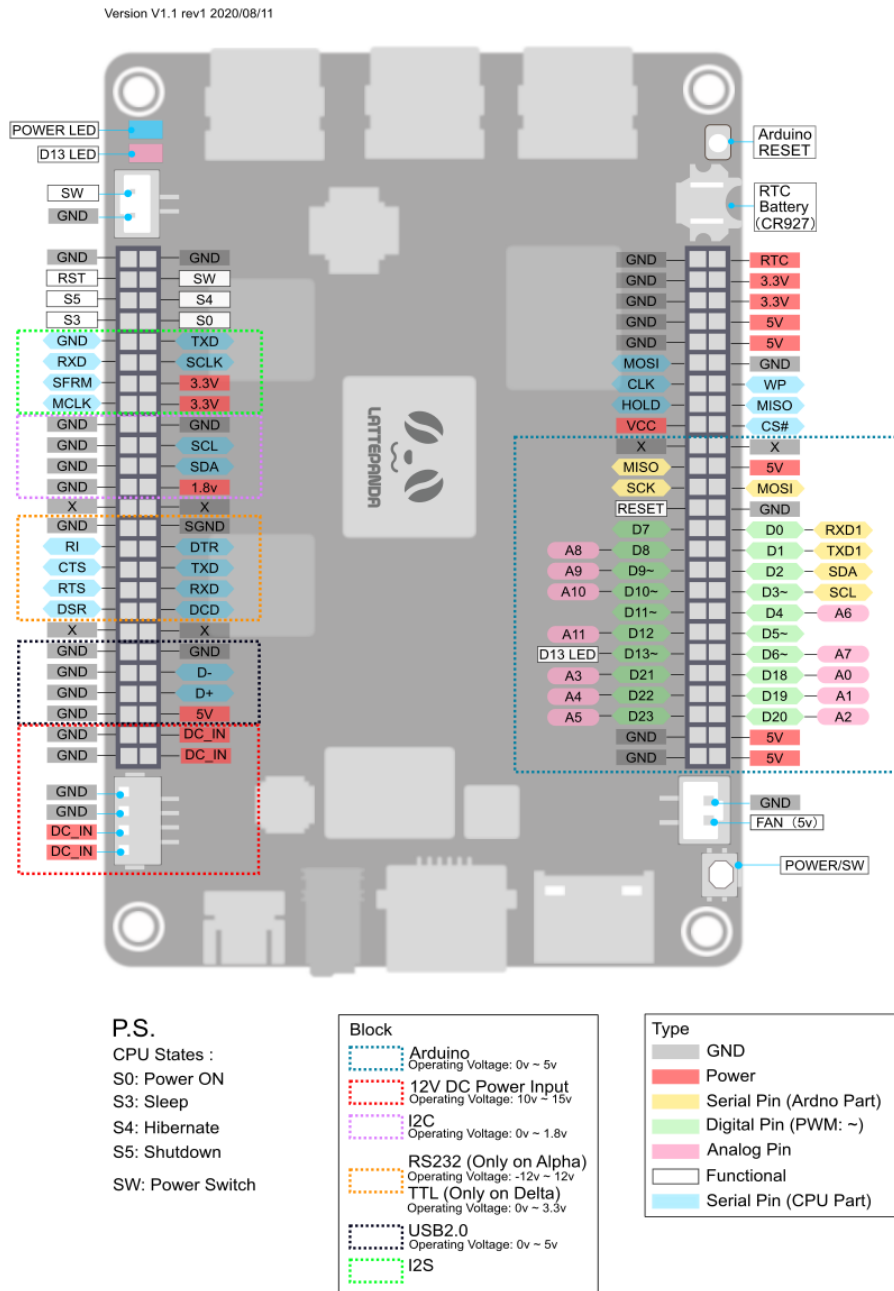 Version V1.1 rev1 2020/08/11
POWER LED
D13 LED
SW
GND
Arduino
RESET
RTC
Battery
(CR927)
GND GND
RST SW
S5 S4
S3 S0
GND TXD
RXD SCLK
SFRM 3.3V
MCLK 3.3V
GND GND
GND SCL
GND SDA
GND 1.8v
X X
GND SGND
RI DTR
CTS TXD
RTS RXD
DSR DCD
X X
GND GND
GND D-
GND D+
GND 5V
GND DC_IN
GND DC_IN
GND
GND
DC_IN
DC_IN
LATTEPANDA
GND RTC
GND 3.3V
GND 3.3V
GND 5V
GND 5V
MOSI GND
CLK WP
HOLD MISO
VCC CS#
X X
MISO 5V
SCK MOSI
RESET GND
D7 D0 RXD1
A8 D8 D1 TXD1
A9 D9~ D2 SDA
A10 D10~ D3~ SCL
D11~ D4 A6
A11 D12 D5~
D13 LED D13~ D6~ A7
A3 D21 D18 A0
A4 D22 D19 A1
A5 D23 D20 A2
GND 5V
GND 5V
GND
FAN (5v)
POWER/SW
P.S.
CPU States :
S0: Power ON
S3: Sleep
S4: Hibernate
S5: Shutdown
SW: Power Switch
Block
Arduino
Operating Voltage: 0v ~ 5v
12V DC Power Input
Operating Voltage: 10v ~ 15v
I2C
Operating Voltage: 0v ~ 1.8v
RS232 (Only on Alpha)
Operating Voltage: -12v ~ 12v
TTL (Only on Delta)
Operating Voltage: 0v ~ 3.3v
USB2.0
Operating Voltage: 0v ~ 5v
I2S
Type
GND
Power
Serial Pin (Ardno Part)
Digital Pin (PWM: ~)
Analog Pin
Functional
Serial Pin (CPU Part)